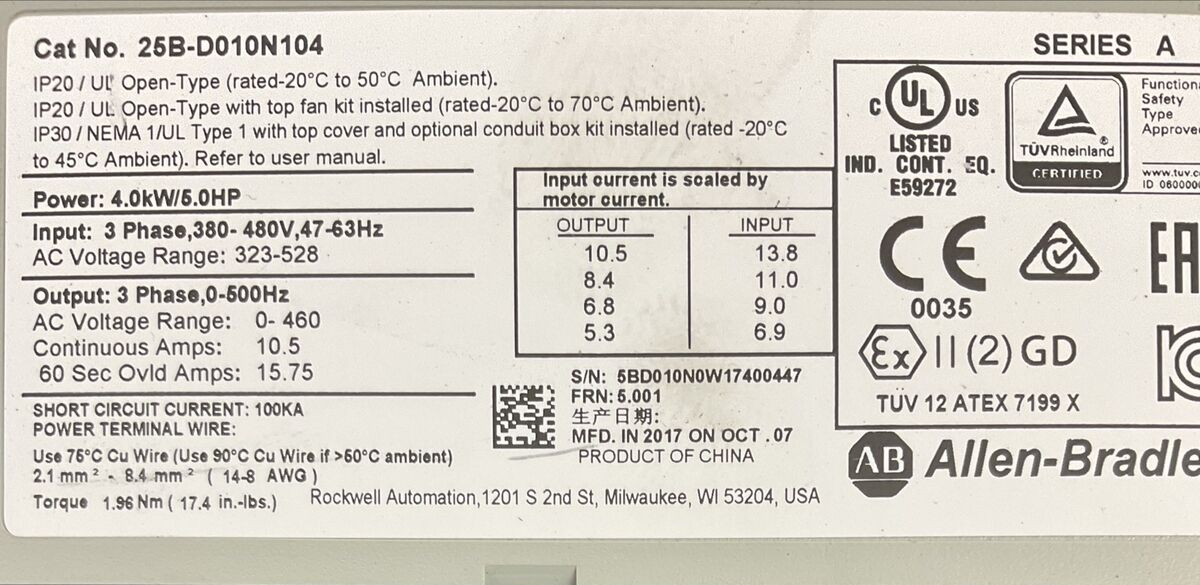 Cat No. 25B-D010N104
IP20 / UL Open-Type (rated-20°C to 50°C Ambient).
IP20 / UL Open-Type with top fan kit installed (rated-20°C to 70°C Ambient).
IP30 / NEMA 1/UL Type 1 with top cover and optional conduit box kit installed (rated -20°C
to 45°C Ambient). Refer to user manual.
Power: 4.0kW/5.0HP
Input: 3 Phase,380- 480V,47-63Hz
AC Voltage Range: 323-528
Output: 3 Phase,0-500Hz
AC Voltage Range: 0- 460
Continuous Amps: 10.5
60 Sec Ovld Amps: 15.75
SHORT CIRCUIT CURRENT: 100KA
POWER TERMINAL WIRE:
Use 75°C Cu Wire (Use 90°C Cu Wire if >50°C ambient)
2.1 mm² - 8.4 mm² ( 14-8 AWG )
Torque 1.96 Nm ( 17.4 in.-lbs.)
Input current is scaled by
motor current.
OUTPUT INPUT
10.5 13.8
8.4 11.0
6.8 9.0
5.3 6.9
S/N: 5BD010N0W17400447
FRN: 5.001
生产日期:
MFD. IN 2017 ON OCT .07
PRODUCT OF CHINA
Rockwell Automation,1201 S 2nd St, Milwaukee, WI 53204, USA
SERIES A
C UL US
LISTED
IND. CONT. EQ.
E59272
TÜVRheinland®
CERTIFIED
Safety
Type
CE
0035
Ex II (2) GD
TÜV 12 ATEX 7199 X
AB Allen-Bradle